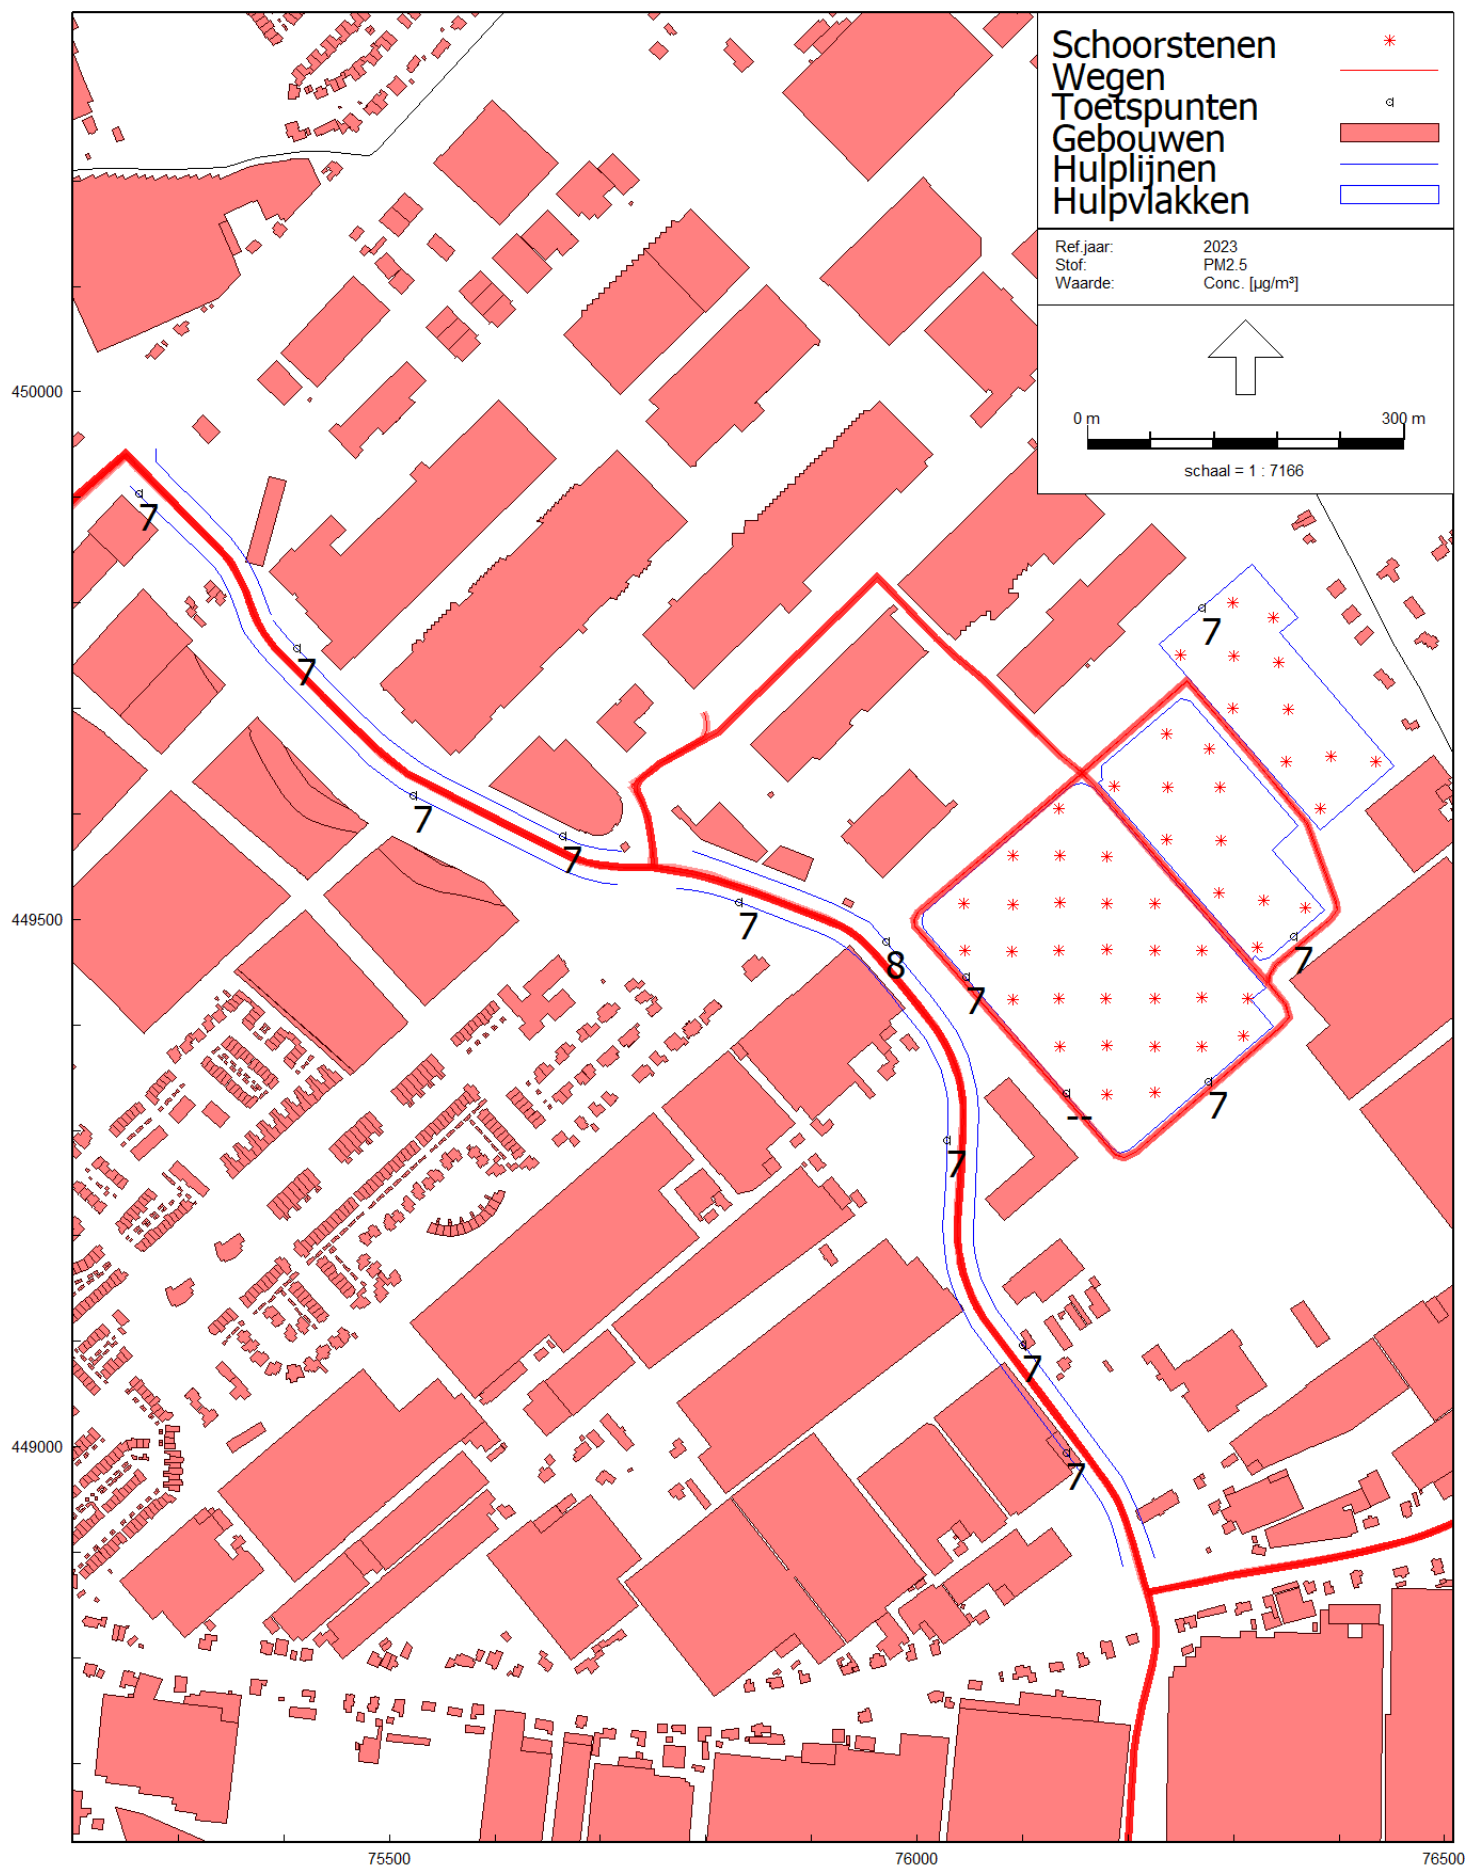 Schoorstenen
Wegen
Toetspunten
Gebouwen
Hulplijnen
Hulpvlakken
Ref.jaar: 2023
Stof: PM2.5
Waarde: Conc. [µg/m³]
0 m 300 m
schaal = 1 : 7166
450000
7
7
7
7
7
449500
7
8
7
7
7
--
7
7
449000
7
7
75500 76000 76500